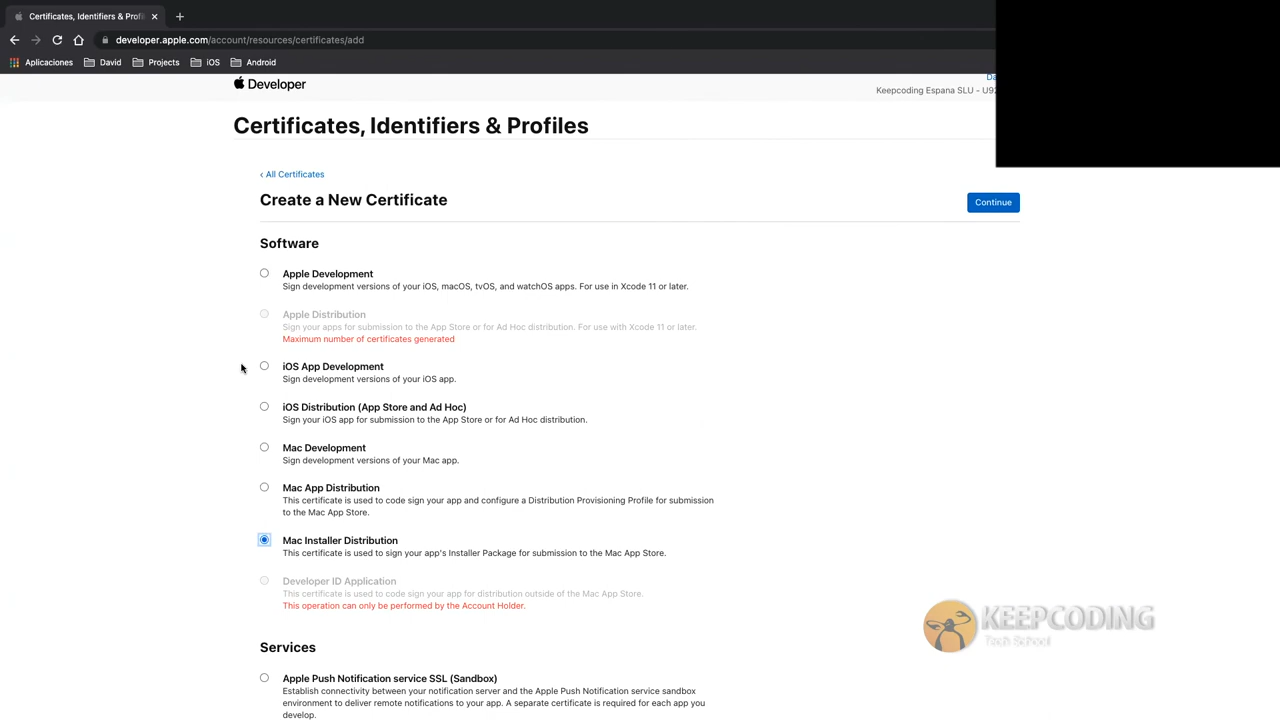 Certificates, Identifiers & Profi
developer.apple.com/account/resources/certificates/add
Aplicaciones David Projects iOS Android
Developer
Da
Keepcoding Espana SLU - U92
Certificates, Identifiers & Profiles
‹ All Certificates
Create a New Certificate
Continue
Software
Apple Development
Sign development versions of your iOS, macOS, tvOS, and watchOS apps. For use in Xcode 11 or later.
Apple Distribution
Sign your apps for submission to the App Store or for Ad Hoc distribution. For use with Xcode 11 or later.
Maximum number of certificates generated
iOS App Development
Sign development versions of your iOS app.
iOS Distribution (App Store and Ad Hoc)
Sign your iOS app for submission to the App Store or for Ad Hoc distribution.
Mac Development
Sign development versions of your Mac app.
Mac App Distribution
This certificate is used to code sign your app and configure a Distribution Provisioning Profile for submission
to the Mac App Store.
Mac Installer Distribution
This certificate is used to sign your app's Installer Package for submission to the Mac App Store.
Developer ID Application
This certificate is used to code sign your app for distribution outside of the Mac App Store.
This operation can only be performed by the Account Holder.
KEEPCODING
Tech School
Services
Apple Push Notification service SSL (Sandbox)
Establish connectivity between your notification server and the Apple Push Notification service sandbox
environment to deliver remote notifications to your app. A separate certificate is required for each app you
develop.